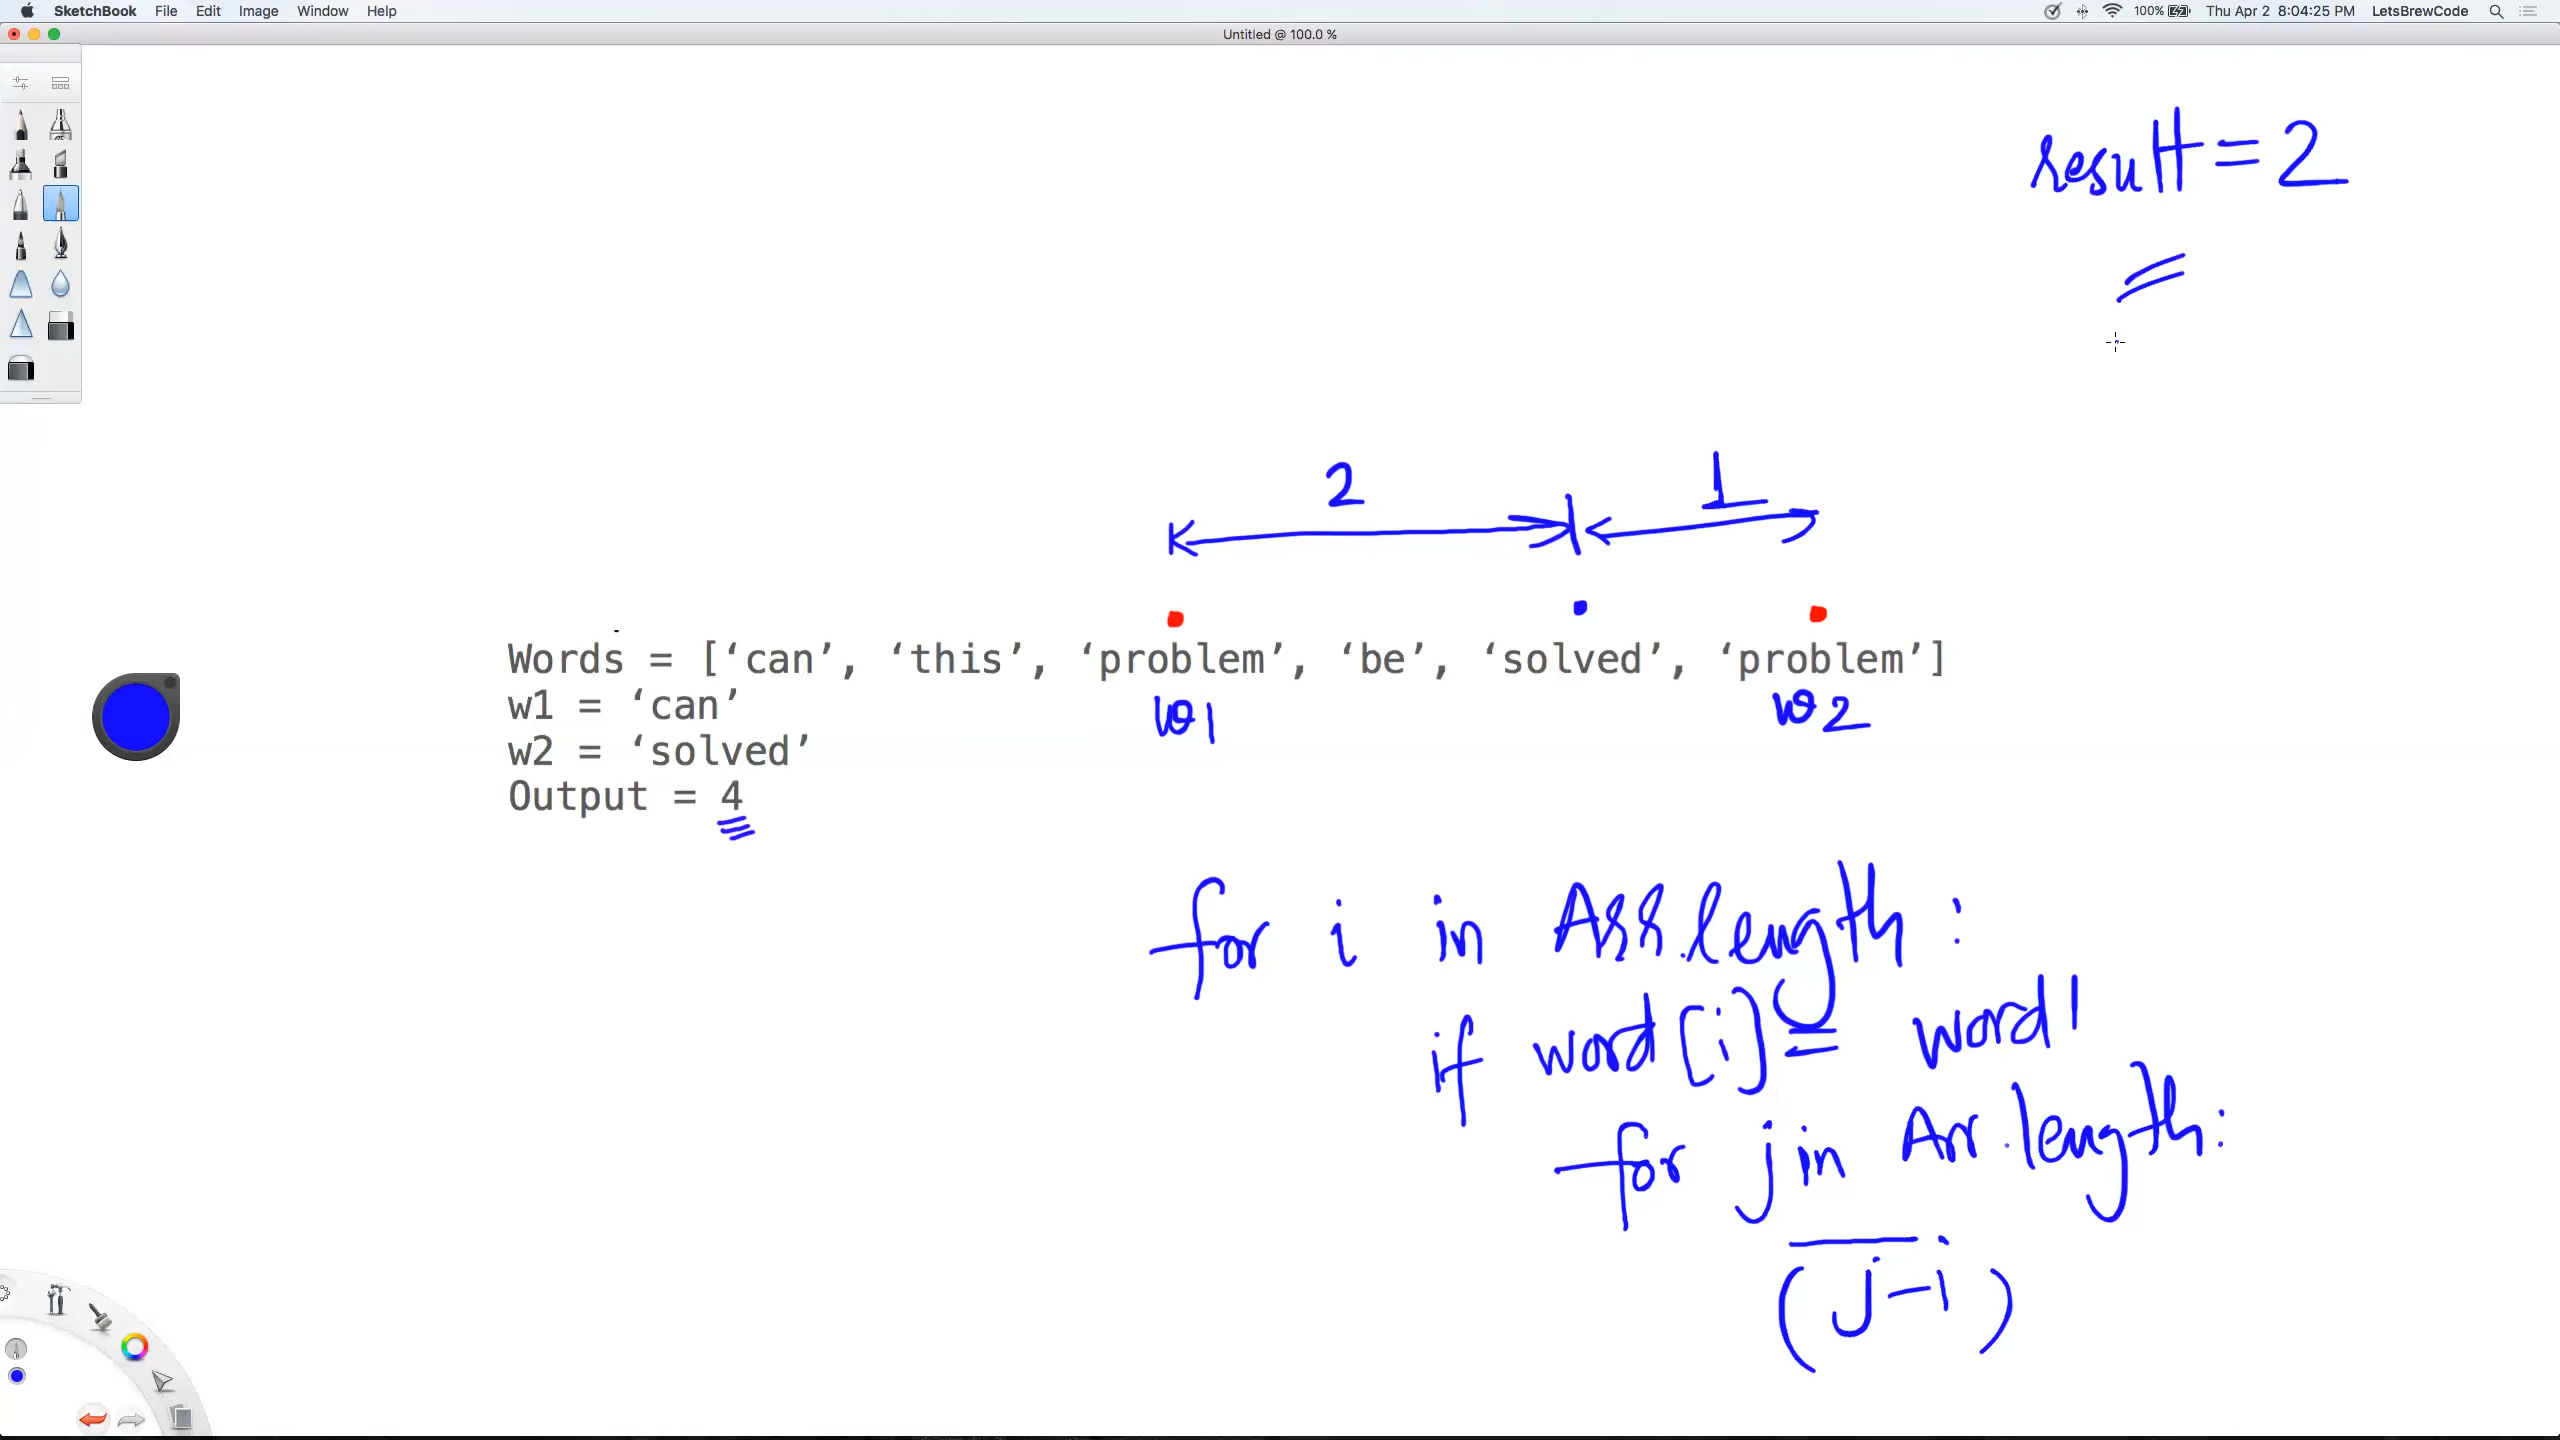 SketchBook File Edit Image Window Help 100% Thu Apr 2 8:04:25 PM LetsBrewCode
Untitled @ 100.0 %
result = 2
2 1
Words = [‘can’, ‘this’, ‘problem’, ‘be’, ‘solved’, ‘problem’]
w1 w2
w1 = ‘can’
w2 = ‘solved’
Output = 4
for i in Arr.length:
if word[i] = word1
for j in Arr.length:
(j-i)